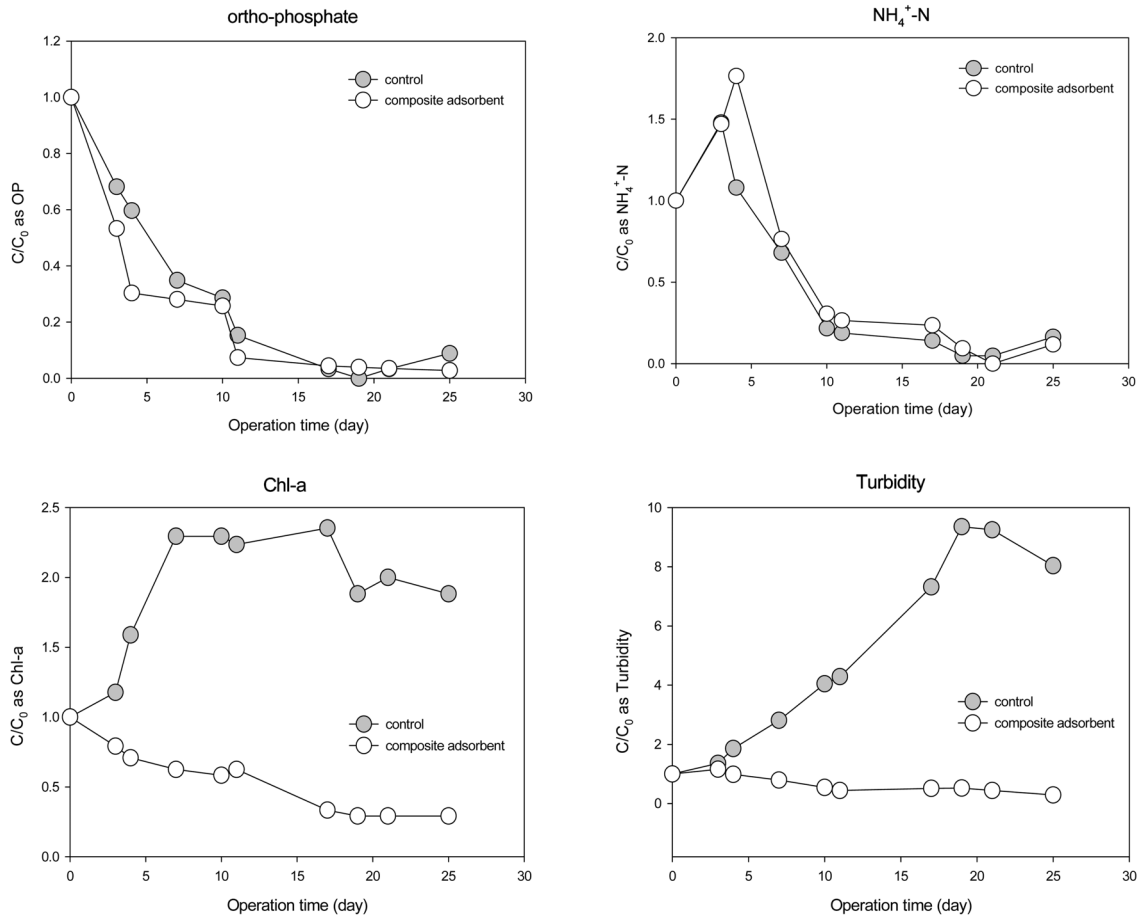 ortho-phosphate
1.2
1.0
0.8
0.6
0.4
0.2
0.0
C/C₀ as OP
control
composite adsorbent
0 5 10 15 20 25 30
Operation time (day)
NH₄⁺-N
2.0
1.5
1.0
0.5
0.0
C/C₀ as NH₄⁺-N
control
composite adsorbent
0 5 10 15 20 25 30
Operation time (day)
Chl-a
2.5
2.0
1.5
1.0
0.5
0.0
C/C₀ as Chl-a
control
composite adsorbent
0 5 10 15 20 25 30
Operation time (day)
Turbidity
10
8
6
4
2
0
C/C₀ as Turbidity
control
composite adsorbent
0 5 10 15 20 25 30
Operation time (day)